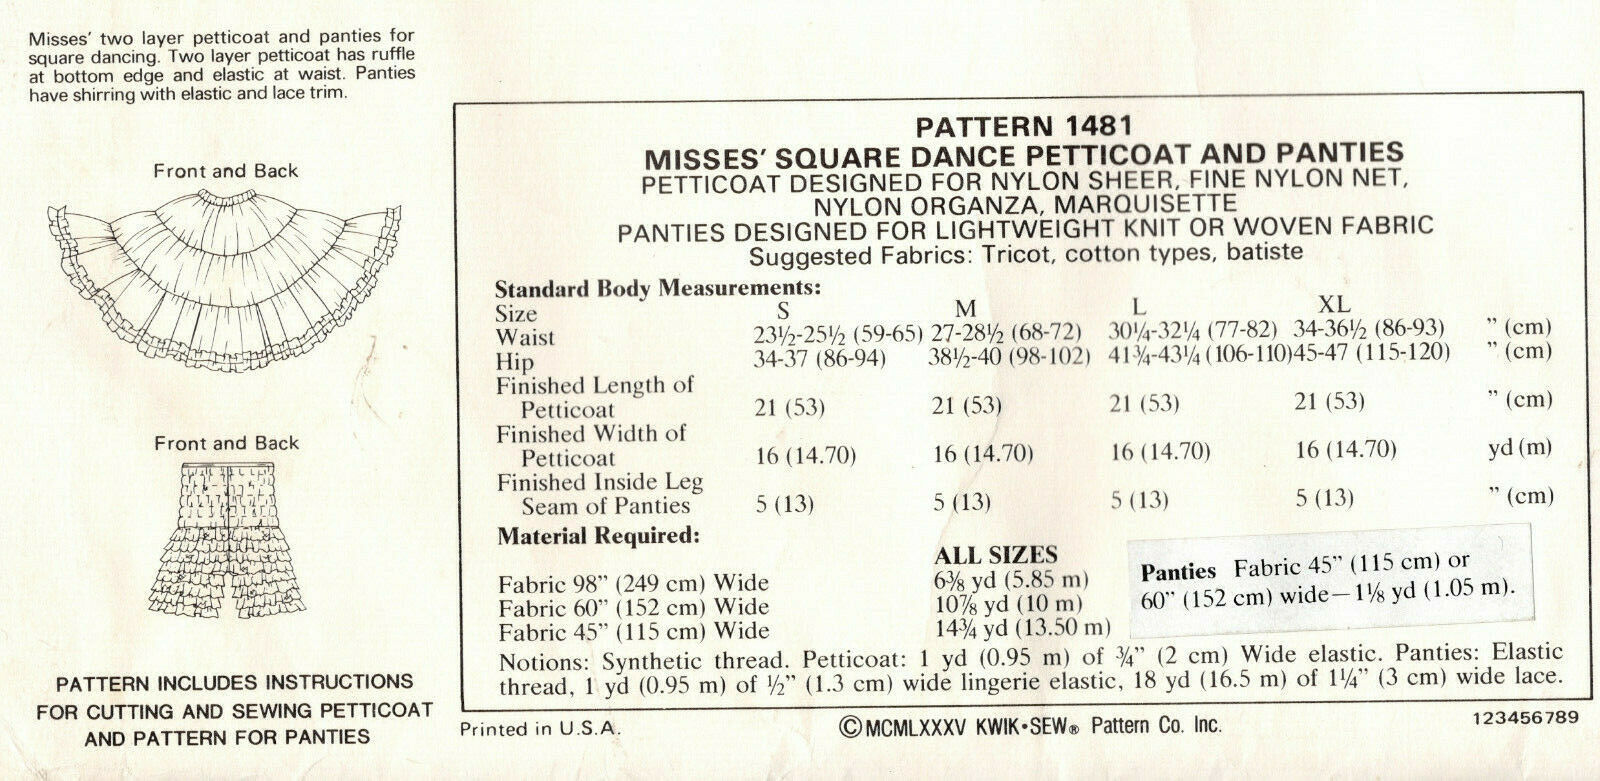 Misses' two layer petticoat and panties for
square dancing. Two layer petticoat has ruffle
at bottom edge and elastic at waist. Panties
have shirring with elastic and lace trim.
Front and Back
Front and Back
PATTERN INCLUDES INSTRUCTIONS
FOR CUTTING AND SEWING PETTICOAT
AND PATTERN FOR PANTIES
PATTERN 1481
MISSES' SQUARE DANCE PETTICOAT AND PANTIES
PETTICOAT DESIGNED FOR NYLON SHEER, FINE NYLON NET,
NYLON ORGANZA, MARQUISETTE
PANTIES DESIGNED FOR LIGHTWEIGHT KNIT OR WOVEN FABRIC
Suggested Fabrics: Tricot, cotton types, batiste
Standard Body Measurements:
Size S M L XL
Waist 23½-25½ (59-65) 27-28½ (68-72) 30¼-32¼ (77-82) 34-36½ (86-93) ” (cm)
Hip 34-37 (86-94) 38½-40 (98-102) 41¾-43¼ (106-110) 45-47 (115-120) ” (cm)
Finished Length of
Petticoat 21 (53) 21 (53) 21 (53) 21 (53) ” (cm)
Finished Width of
Petticoat 16 (14.70) 16 (14.70) 16 (14.70) 16 (14.70) yd (m)
Finished Inside Leg
Seam of Panties 5 (13) 5 (13) 5 (13) 5 (13) ” (cm)
Material Required:
ALL SIZES
Fabric 98” (249 cm) Wide 6⅜ yd (5.85 m)
Fabric 60” (152 cm) Wide 10⅞ yd (10 m)
Fabric 45” (115 cm) Wide 14¾ yd (13.50 m)
Panties Fabric 45” (115 cm) or
60” (152 cm) wide—1⅛ yd (1.05 m).
Notions: Synthetic thread. Petticoat: 1 yd (0.95 m) of ¾” (2 cm) Wide elastic. Panties: Elastic
thread, 1 yd (0.95 m) of ½” (1.3 cm) wide lingerie elastic, 18 yd (16.5 m) of 1¼” (3 cm) wide lace.
Printed in U.S.A. ©MCMLXXXV KWIK•SEW® Pattern Co. Inc. 123456789